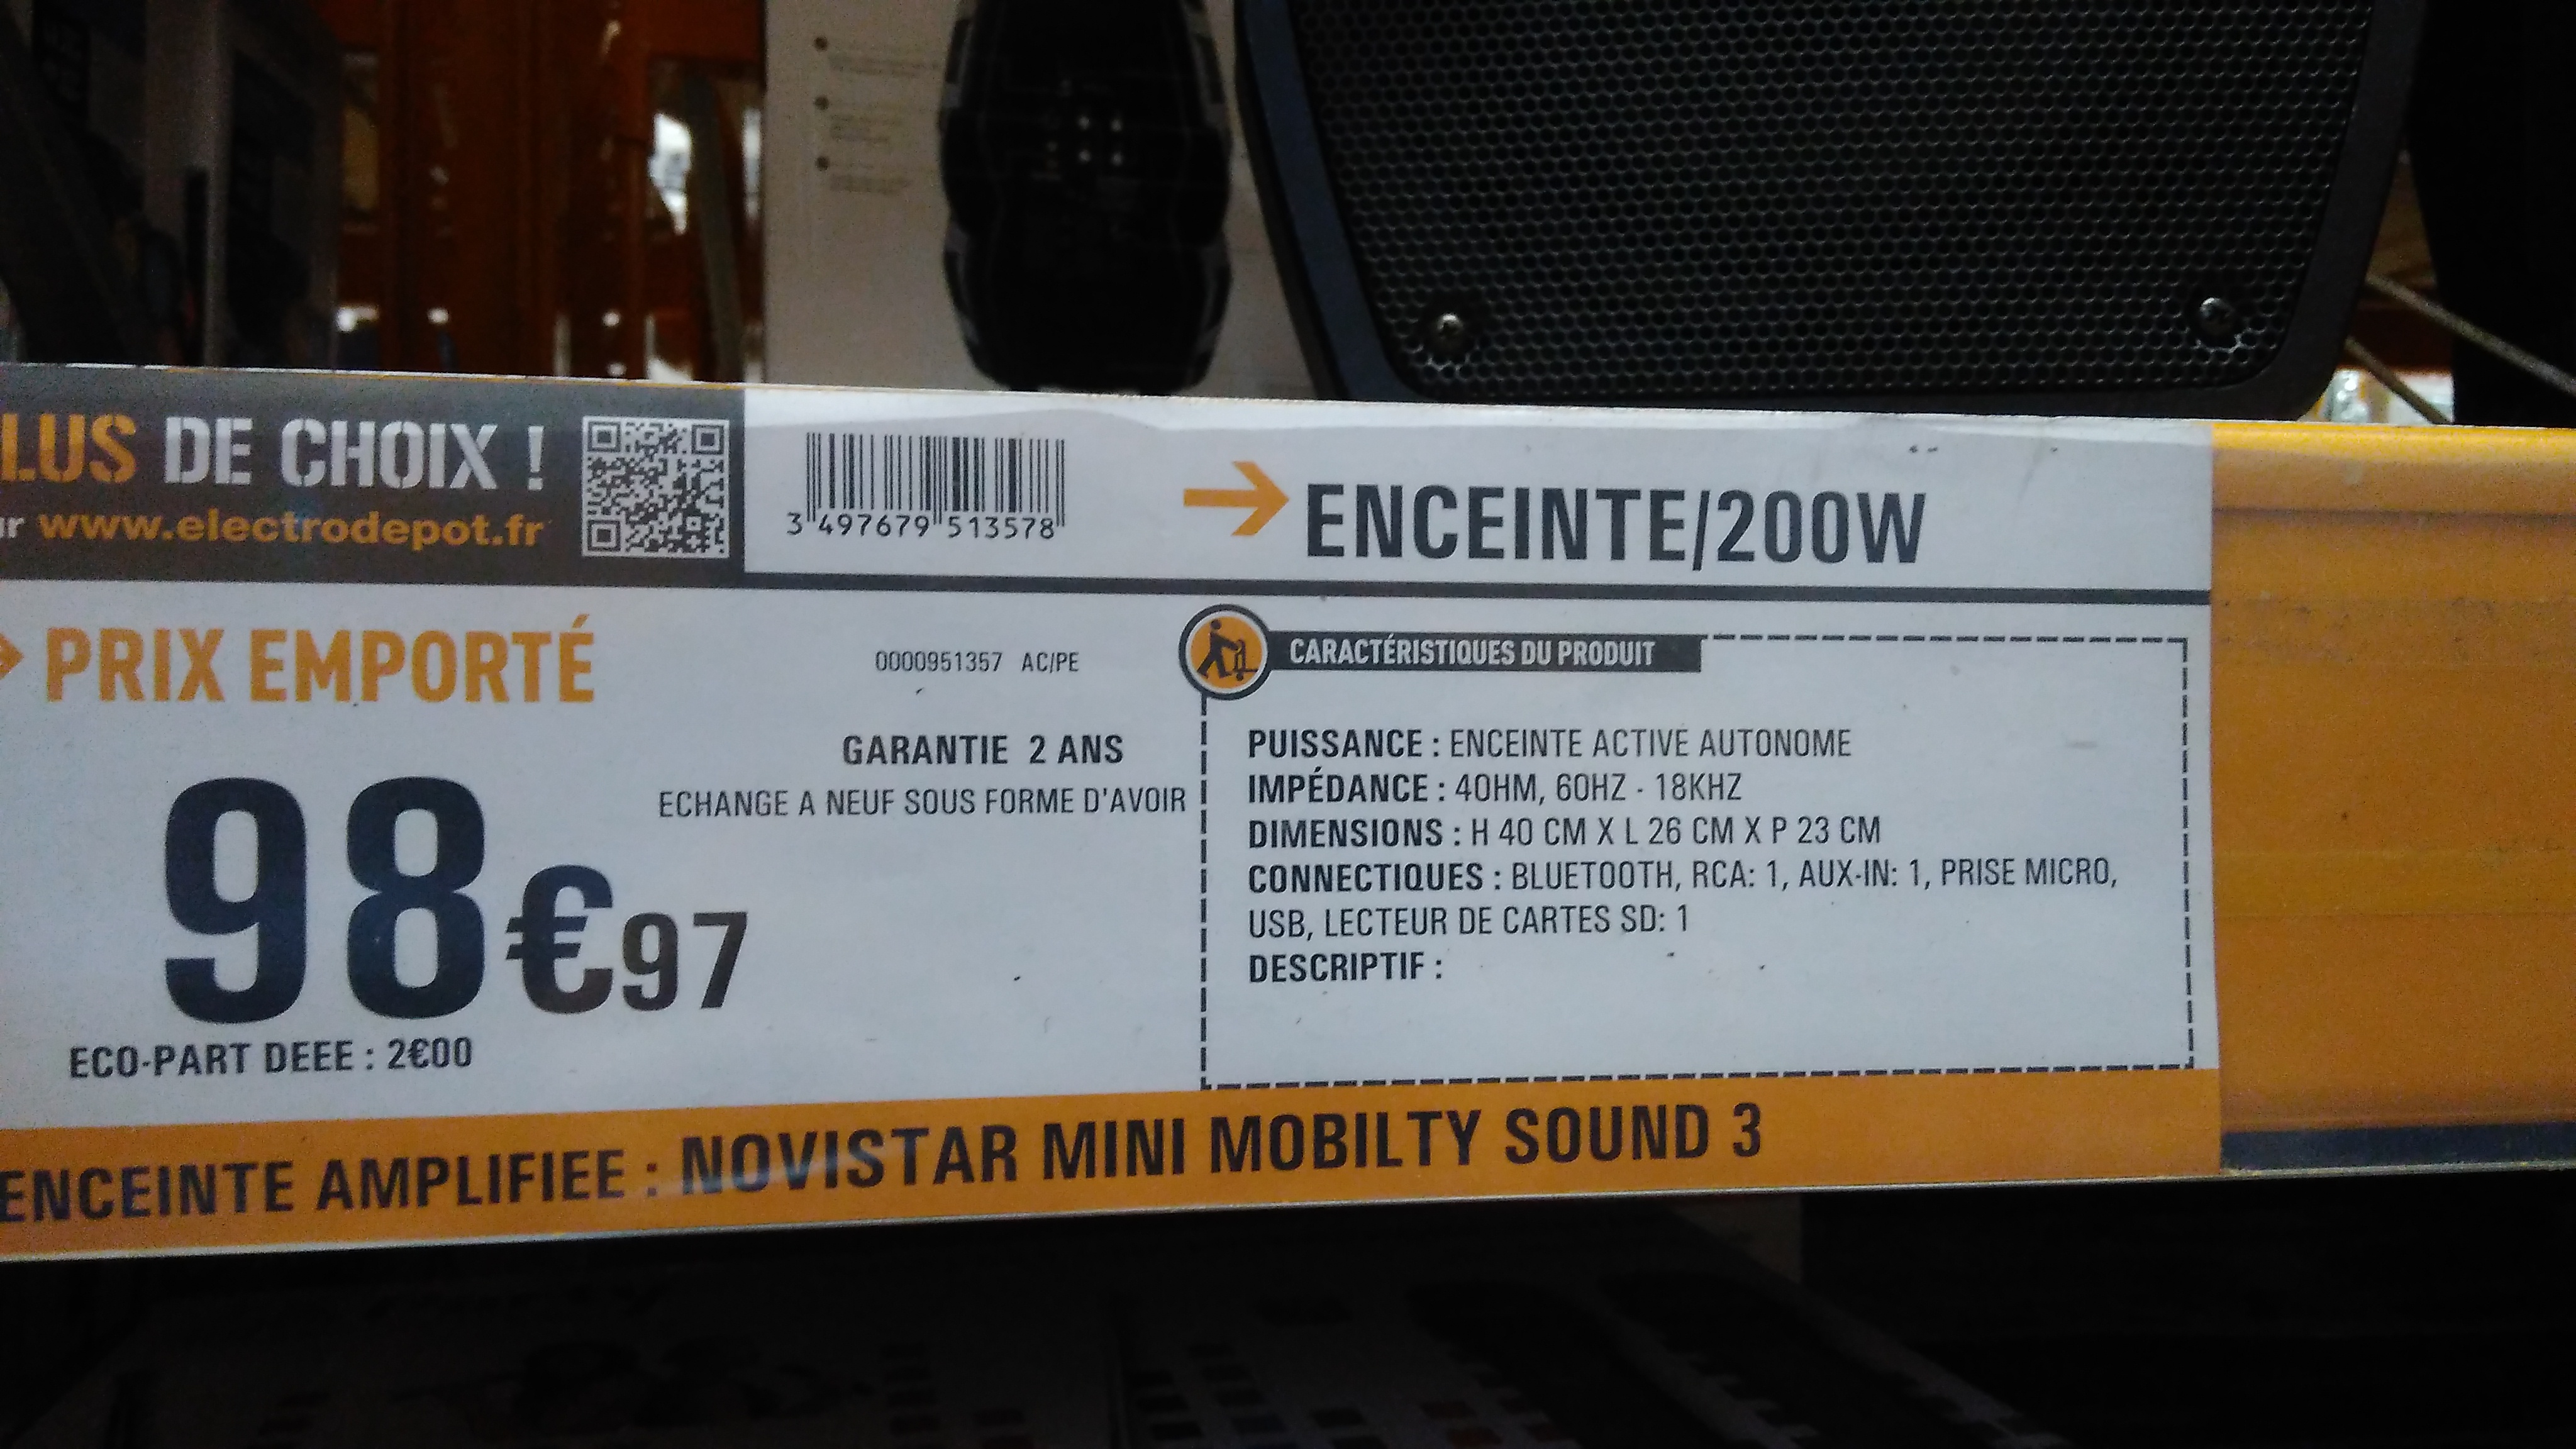 LUS DE CHOIX !
ur www.electrodepot.fr
3 497679 513578
ENCEINTE/200W
PRIX EMPORTÉ
0000951357 AC/PE
GARANTIE 2 ANS
ECHANGE A NEUF SOUS FORME D'AVOIR
98€97
ECO-PART DEEE : 2€00
CARACTÉRISTIQUES DU PRODUIT
PUISSANCE : ENCEINTE ACTIVE AUTONOME
IMPÉDANCE : 4OHM, 60HZ - 18KHZ
DIMENSIONS : H 40 CM X L 26 CM X P 23 CM
CONNECTIQUES : BLUETOOTH, RCA: 1, AUX-IN: 1, PRISE MICRO,
USB, LECTEUR DE CARTES SD: 1
DESCRIPTIF :
ENCEINTE AMPLIFIEE : NOVISTAR MINI MOBILTY SOUND 3